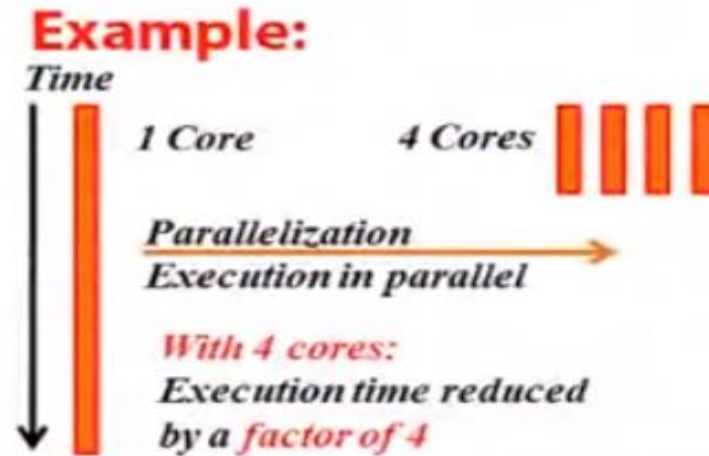 Example:
Time
1 Core
4 Cores
Parallelization
Execution in parallel
With 4 cores:
Execution time reduced
by a factor of 4